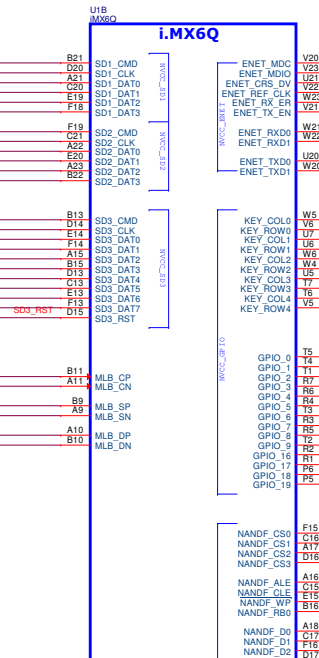 U1B
iMX6Q
i.MX6Q
B21 SD1_CMD
D20 SD1_CLK
A21 SD1_DAT0
C20 SD1_DAT1
E19 SD1_DAT2
F18 SD1_DAT3
NVCC_SD1
F19 SD2_CMD
C21 SD2_CLK
A22 SD2_DAT0
E20 SD2_DAT1
A23 SD2_DAT2
B22 SD2_DAT3
NVCC_SD2
B13 SD3_CMD
D14 SD3_CLK
E14 SD3_DAT0
F14 SD3_DAT1
A15 SD3_DAT2
B15 SD3_DAT3
D13 SD3_DAT4
C13 SD3_DAT5
E13 SD3_DAT6
F13 SD3_DAT7
SD3_RST D15 SD3_RST
NVCC_SD3
B11 MLB_CP
A11 MLB_CN
B9 MLB_SP
A9 MLB_SN
A10 MLB_DP
B10 MLB_DN
NVCC_ENET
ENET_MDC V20
ENET_MDIO V23
ENET_CRS_DV U21
ENET_REF_CLK V22
ENET_RX_ER W23
ENET_TX_EN V21
ENET_RXD0 W21
ENET_RXD1 W22
ENET_TXD0 U20
ENET_TXD1 W20
NVCC_GPIO
KEY_COL0 W5
KEY_ROW0 V6
KEY_COL1 U7
KEY_ROW1 U6
KEY_COL2 W6
KEY_ROW2 W4
KEY_COL3 U5
KEY_ROW3 T7
KEY_COL4 T6
KEY_ROW4 V5
GPIO_0 T5
GPIO_1 T4
GPIO_2 T1
GPIO_3 R7
GPIO_4 R6
GPIO_5 R4
GPIO_6 T3
GPIO_7 R3
GPIO_8 R5
GPIO_9 T2
GPIO_16 R2
GPIO_17 R1
GPIO_18 P6
GPIO_19 P5
NANDF_CS0 F15
NANDF_CS1 C16
NANDF_CS2 A17
NANDF_CS3 D16
NANDF_ALE A16
NANDF_CLE C15
NANDF_WP E15
NANDF_RB0 B16
NANDF_D0 A18
NANDF_D1 C17
NANDF_D2 F16
D17